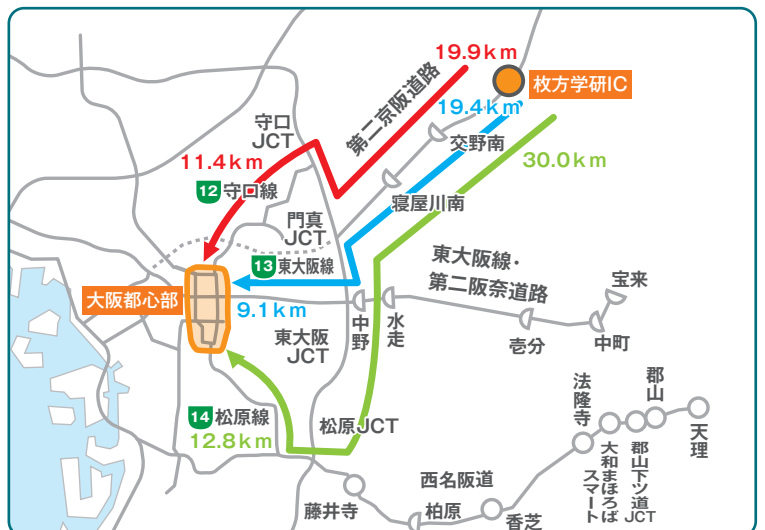 19.9km
枚方学研IC
第二京阪道路
19.4km
守口
JCT
交野南
11.4km
30.0km
12 守口線
寝屋川南
門真
JCT
13 東大阪線
東大阪線・
第二阪奈道路
宝来
大阪都心部
9.1km
中野
水走
東大阪
JCT
壱分
中町
14 松原線
12.8km
松原JCT
法隆寺
郡山
天理
大和まほろば
スマート
郡山下ツ道
JCT
西名阪道
藤井寺
柏原
香芝